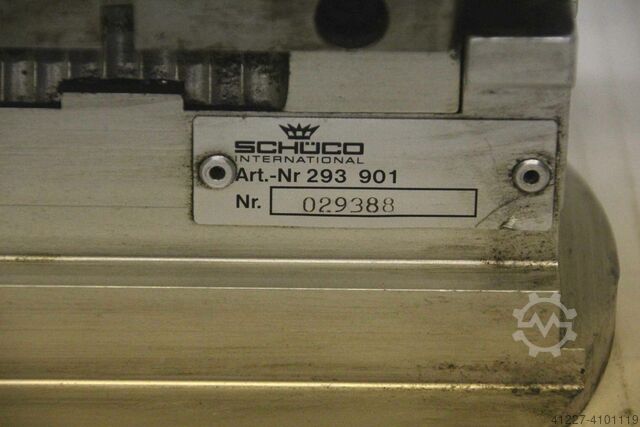 SCHÜCO
INTERNATIONAL
Art.-Nr 293 901
Nr. 029388
41227-4101119